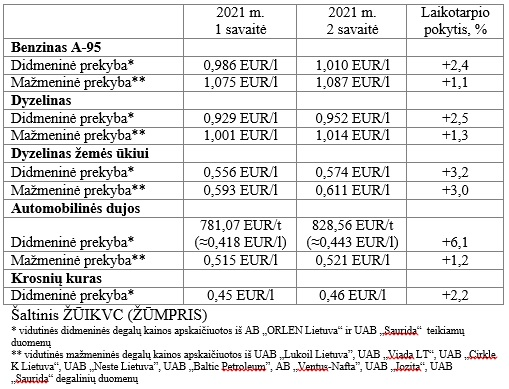 2021 m. 1 savaitė	2021 m. 2 savaitė	Laikotarpio pokytis, %
Benzinas A-95
Didmeninė prekyba*	0,986 EUR/l	1,010 EUR/l	+2,4
Mažmeninė prekyba**	1,075 EUR/l	1,087 EUR/l	+1,1
Dyzelinas
Didmeninė prekyba*	0,929 EUR/l	0,952 EUR/l	+2,5
Mažmeninė prekyba**	1,001 EUR/l	1,014 EUR/l	+1,3
Dyzelinas žemės ūkiui
Didmeninė prekyba*	0,556 EUR/l	0,574 EUR/l	+3,2
Mažmeninė prekyba**	0,593 EUR/l	0,611 EUR/l	+3,0
Automobilinės dujos
Didmeninė prekyba*	781,07 EUR/t (≈0,418 EUR/l)	828,56 EUR/t (≈0,443 EUR/l)	+6,1
Mažmeninė prekyba**	0,515 EUR/l	0,521 EUR/l	+1,2
Krosnių kuras
Didmeninė prekyba*	0,45 EUR/l	0,46 EUR/l	+2,2
Šaltinis ŽŪIKVC (ŽŪMPRIS)
* vidutinės didmeninės degalų kainos apskaičiuotos iš AB „ORLEN Lietuva“ ir UAB „Saurida“ teikiamų
duomenų
** vidutinės mažmeninės degalų kainos apskaičiuotos iš UAB „Lukoil Lietuva”, UAB „Viada LT“, UAB „Cirkle
K Lietuva“, UAB „Neste Lietuva”, UAB „Baltic Petroleum”, AB „Ventus-Nafta”, UAB „Jozita“, UAB
„Saurida“ degalinių duomenų